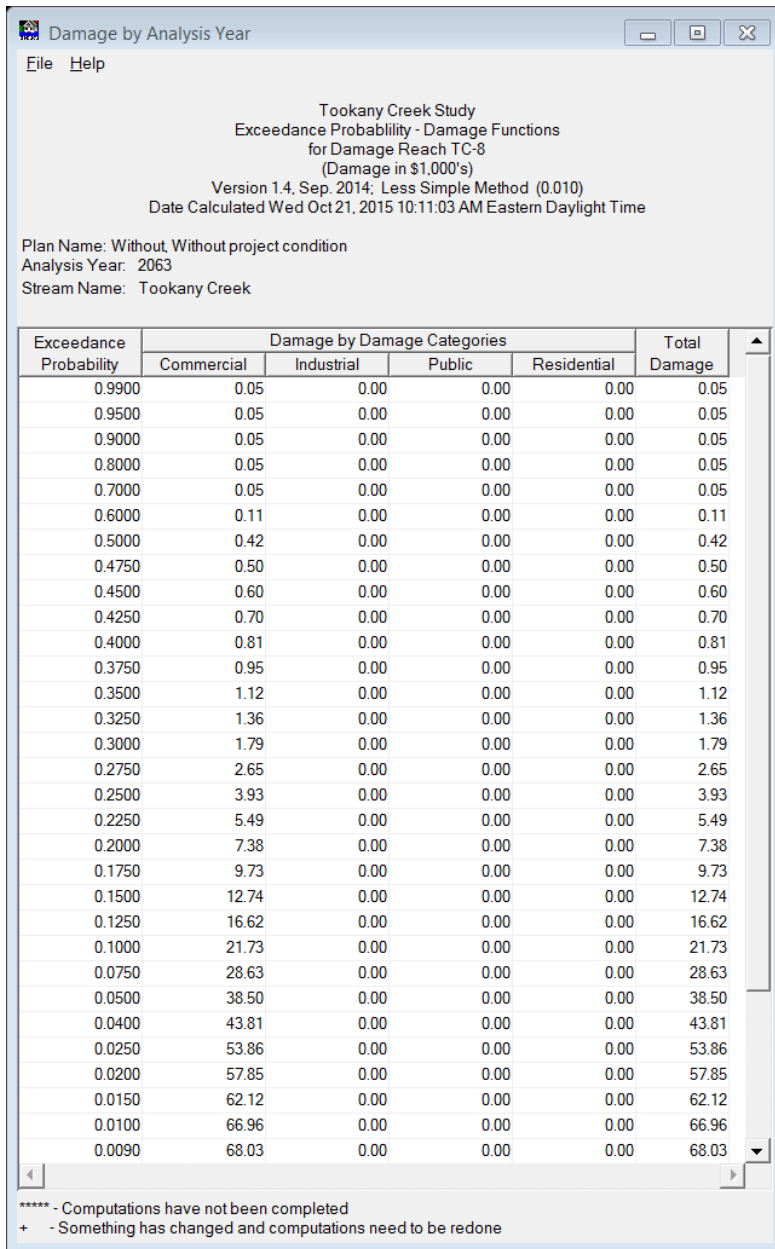 Damage by Analysis Year
File Help
Tookany Creek Study
Exceedance Probablility - Damage Functions
for Damage Reach TC-8
(Damage in $1,000's)
Version 1.4, Sep. 2014; Less Simple Method (0.010)
Date Calculated Wed Oct 21, 2015 10:11:03 AM Eastern Daylight Time
Plan Name: Without, Without project condition
Analysis Year: 2063
Stream Name: Tookany Creek
Exceedance Damage by Damage Categories Total
Probability Commercial Industrial Public Residential Damage
0.9900 0.05 0.00 0.00 0.00 0.05
0.9500 0.05 0.00 0.00 0.00 0.05
0.9000 0.05 0.00 0.00 0.00 0.05
0.8000 0.05 0.00 0.00 0.00 0.05
0.7000 0.05 0.00 0.00 0.00 0.05
0.6000 0.11 0.00 0.00 0.00 0.11
0.5000 0.42 0.00 0.00 0.00 0.42
0.4750 0.50 0.00 0.00 0.00 0.50
0.4500 0.60 0.00 0.00 0.00 0.60
0.4250 0.70 0.00 0.00 0.00 0.70
0.4000 0.81 0.00 0.00 0.00 0.81
0.3750 0.95 0.00 0.00 0.00 0.95
0.3500 1.12 0.00 0.00 0.00 1.12
0.3250 1.36 0.00 0.00 0.00 1.36
0.3000 1.79 0.00 0.00 0.00 1.79
0.2750 2.65 0.00 0.00 0.00 2.65
0.2500 3.93 0.00 0.00 0.00 3.93
0.2250 5.49 0.00 0.00 0.00 5.49
0.2000 7.38 0.00 0.00 0.00 7.38
0.1750 9.73 0.00 0.00 0.00 9.73
0.1500 12.74 0.00 0.00 0.00 12.74
0.1250 16.62 0.00 0.00 0.00 16.62
0.1000 21.73 0.00 0.00 0.00 21.73
0.0750 28.63 0.00 0.00 0.00 28.63
0.0500 38.50 0.00 0.00 0.00 38.50
0.0400 43.81 0.00 0.00 0.00 43.81
0.0250 53.86 0.00 0.00 0.00 53.86
0.0200 57.85 0.00 0.00 0.00 57.85
0.0150 62.12 0.00 0.00 0.00 62.12
0.0100 66.96 0.00 0.00 0.00 66.96
0.0090 68.03 0.00 0.00 0.00 68.03
***** - Computations have not been completed
+ - Something has changed and computations need to be redone